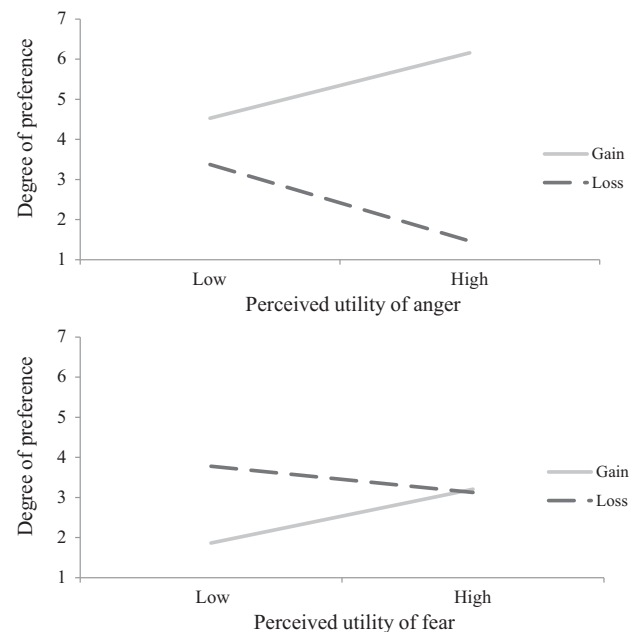 7
6
5
4
3
2
1
Degree of preference
Gain
Loss
Low High
Perceived utility of anger
7
6
5
4
3
2
1
Degree of preference
Gain
Loss
Low High
Perceived utility of fear